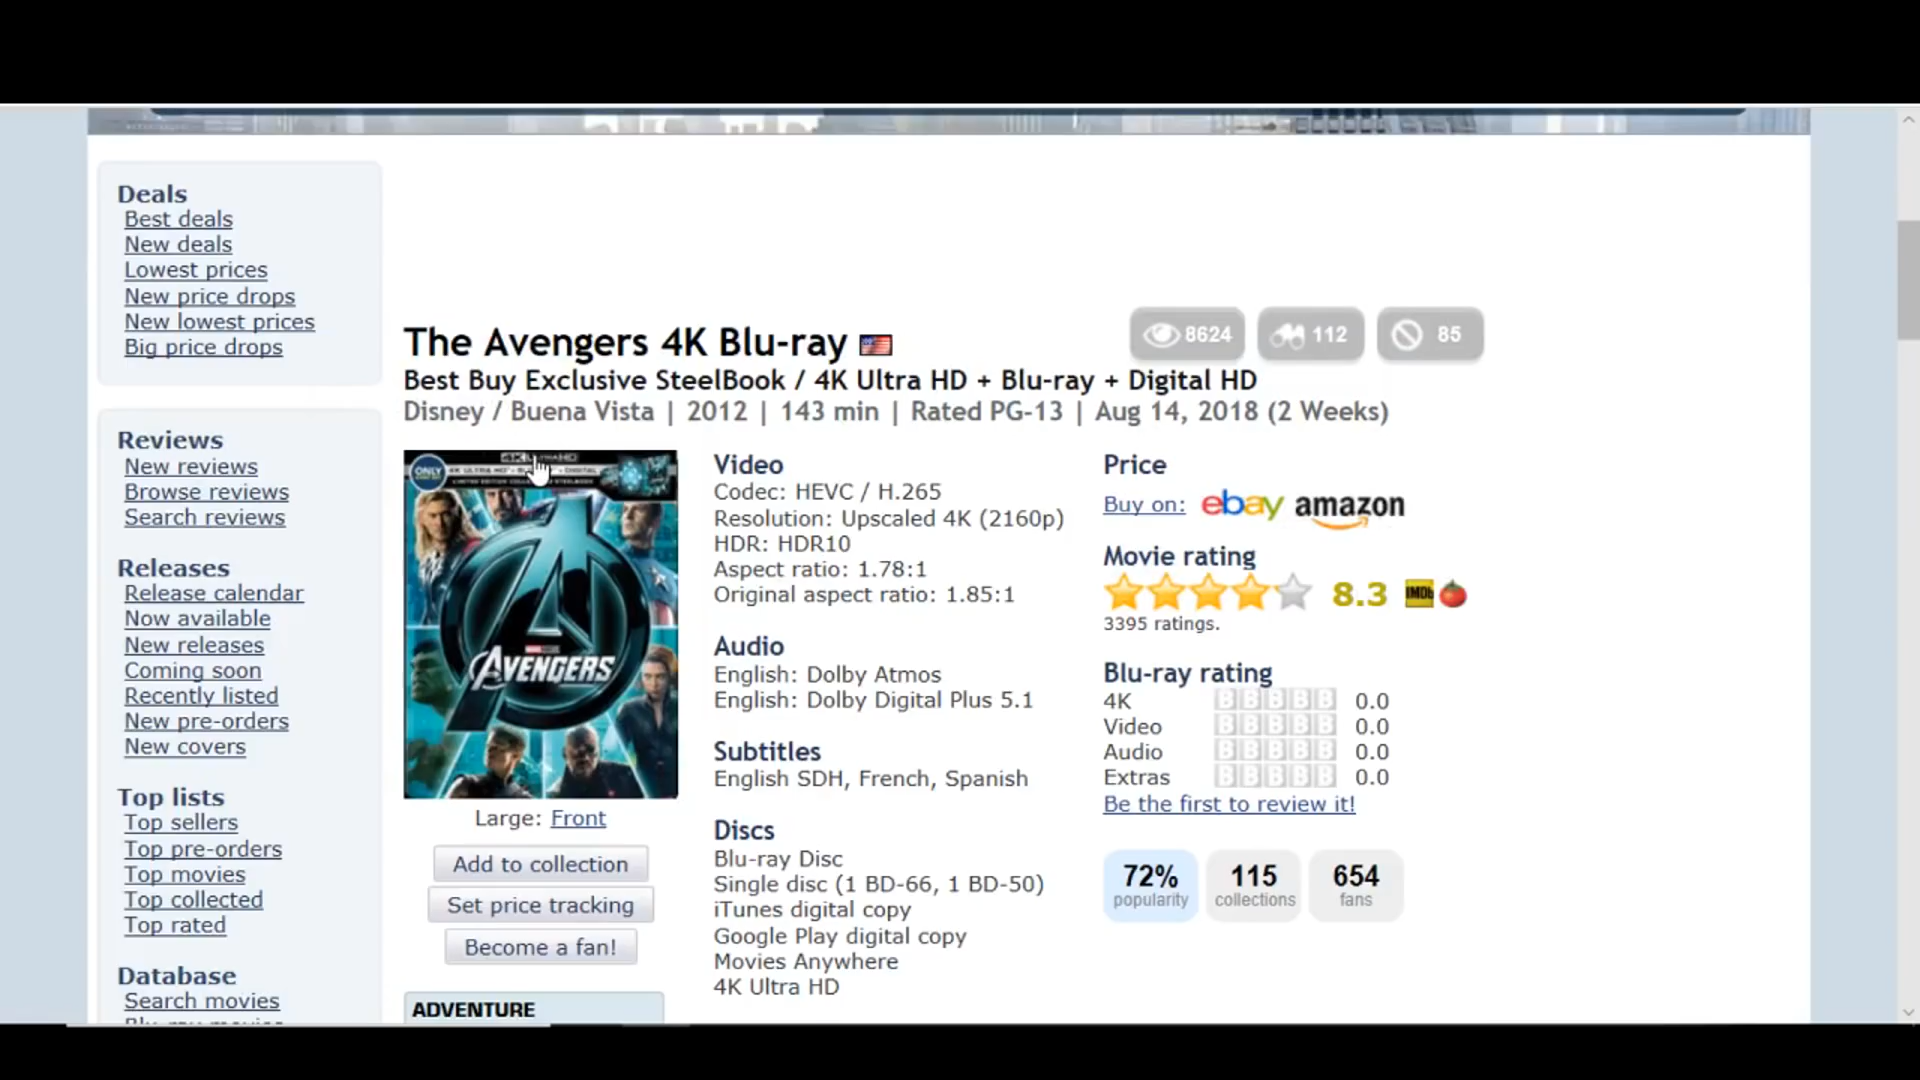 Deals
Best deals
New deals
Lowest prices
New price drops
New lowest prices
Big price drops
Reviews
New reviews
Browse reviews
Search reviews
Releases
Release calendar
Now available
New releases
Coming soon
Recently listed
New pre-orders
New covers
Top lists
Top sellers
Top pre-orders
Top movies
Top collected
Top rated
Database
Search movies
The Avengers 4K Blu-ray
8624
112
85
Best Buy Exclusive SteelBook / 4K Ultra HD + Blu-ray + Digital HD
Disney / Buena Vista | 2012 | 143 min | Rated PG-13 | Aug 14, 2018 (2 Weeks)
ONLY
AVENGERS
Large: Front
Add to collection
Set price tracking
Become a fan!
ADVENTURE
Video
Codec: HEVC / H.265
Resolution: Upscaled 4K (2160p)
HDR: HDR10
Aspect ratio: 1.78:1
Original aspect ratio: 1.85:1
Audio
English: Dolby Atmos
English: Dolby Digital Plus 5.1
Subtitles
English SDH, French, Spanish
Discs
Blu-ray Disc
Single disc (1 BD-66, 1 BD-50)
iTunes digital copy
Google Play digital copy
Movies Anywhere
4K Ultra HD
Price
Buy on: ebay amazon
Movie rating
8.3 IMDb
3395 ratings.
Blu-ray rating
4K BBBBB 0.0
Video BBBBB 0.0
Audio BBBBB 0.0
Extras BBBBB 0.0
Be the first to review it!
72% popularity
115 collections
654 fans